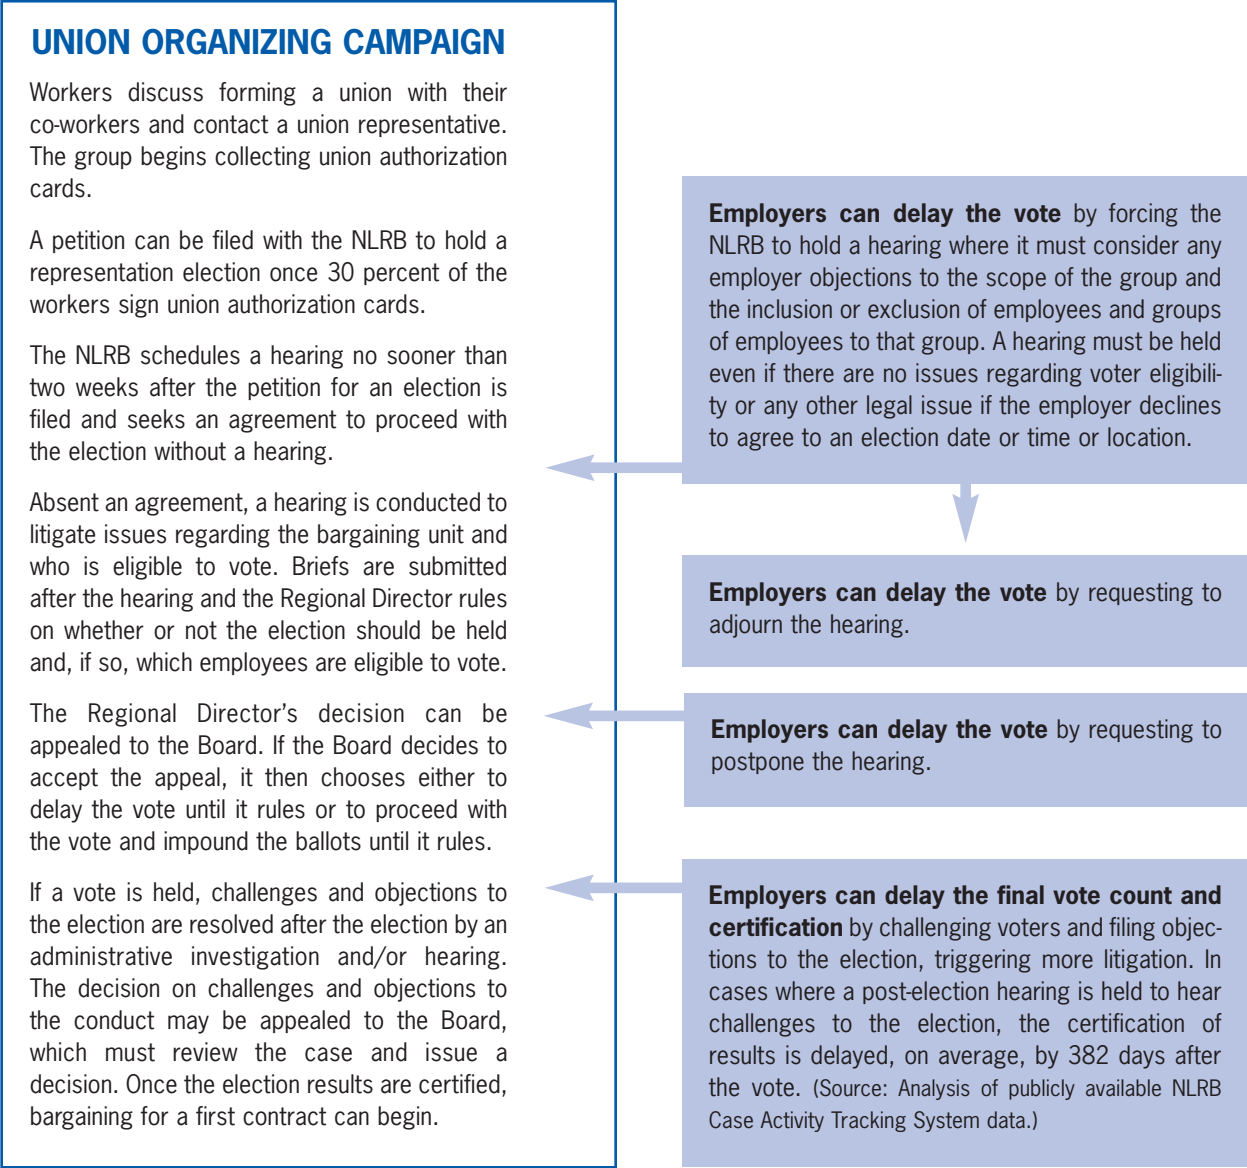 UNION ORGANIZING CAMPAIGN
Workers discuss forming a union with their
co-workers and contact a union representative.
The group begins collecting union authorization
cards.
A petition can be filed with the NLRB to hold a
representation election once 30 percent of the
workers sign union authorization cards.
The NLRB schedules a hearing no sooner than
two weeks after the petition for an election is
filed and seeks an agreement to proceed with
the election without a hearing.
Absent an agreement, a hearing is conducted to
litigate issues regarding the bargaining unit and
who is eligible to vote. Briefs are submitted
after the hearing and the Regional Director rules
on whether or not the election should be held
and, if so, which employees are eligible to vote.
The Regional Director’s decision can be
appealed to the Board. If the Board decides to
accept the appeal, it then chooses either to
delay the vote until it rules or to proceed with
the vote and impound the ballots until it rules.
If a vote is held, challenges and objections to
the election are resolved after the election by an
administrative investigation and/or hearing.
The decision on challenges and objections to
the conduct may be appealed to the Board,
which must review the case and issue a
decision. Once the election results are certified,
bargaining for a first contract can begin.
Employers can delay the vote by forcing the
NLRB to hold a hearing where it must consider any
employer objections to the scope of the group and
the inclusion or exclusion of employees and groups
of employees to that group. A hearing must be held
even if there are no issues regarding voter eligibili-
ty or any other legal issue if the employer declines
to agree to an election date or time or location.
Employers can delay the vote by requesting to
adjourn the hearing.
Employers can delay the vote by requesting to
postpone the hearing.
Employers can delay the final vote count and
certification by challenging voters and filing objec-
tions to the election, triggering more litigation. In
cases where a post-election hearing is held to hear
challenges to the election, the certification of
results is delayed, on average, by 382 days after
the vote. (Source: Analysis of publicly available NLRB
Case Activity Tracking System data.)